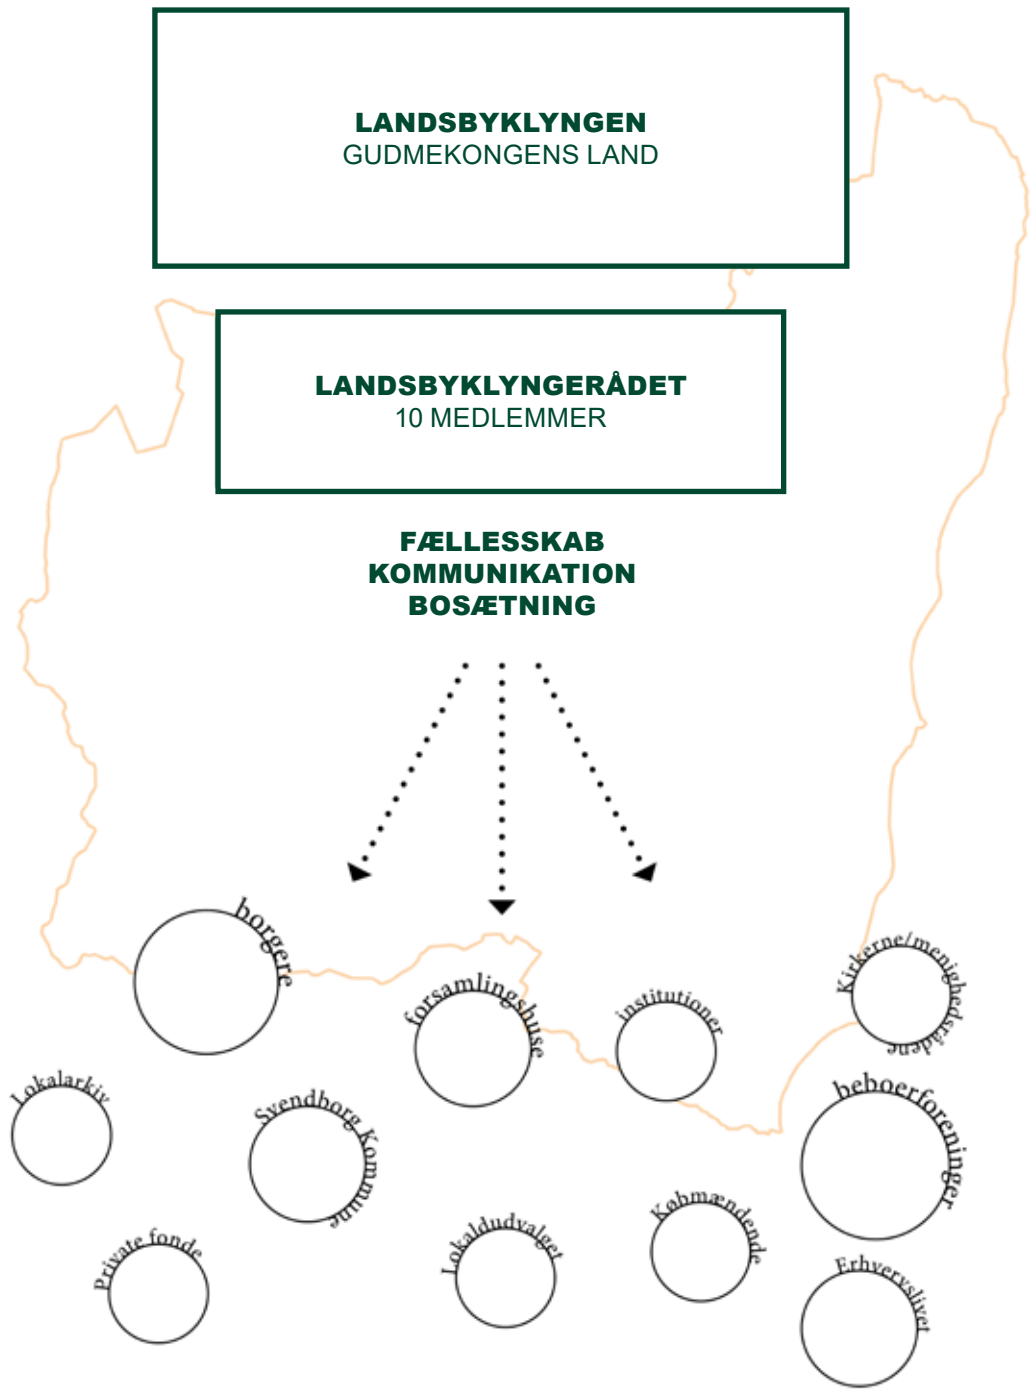 LANDSBYKLYNGEN
GUDMEKONGENS LAND
LANDSBYKLYNGERÅDET
10 MEDLEMMER
FÆLLESSKAB
KOMMUNIKATION
BOSÆTNING
borgere
forsamlingshuse
institutioner
Kirkerne/menighedsrådene
Lokalarkiv
Svendborg Kommune
beboerforeninger
Private fonde
Lokaldudvalget
Købmændende
Erhvervslivet